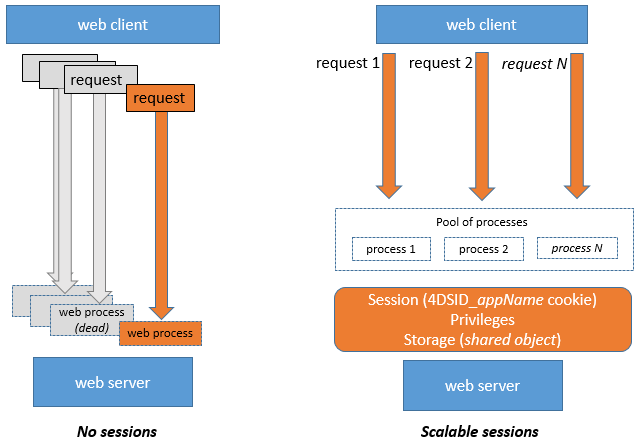 web client
request
request
web process
(dead)
web process
web server
No sessions
web client
request 1
request 2
request N
Pool of processes
process 1
process 2
process N
Session (4DSID_appName cookie)
Privileges
Storage (shared object)
web server
Scalable sessions